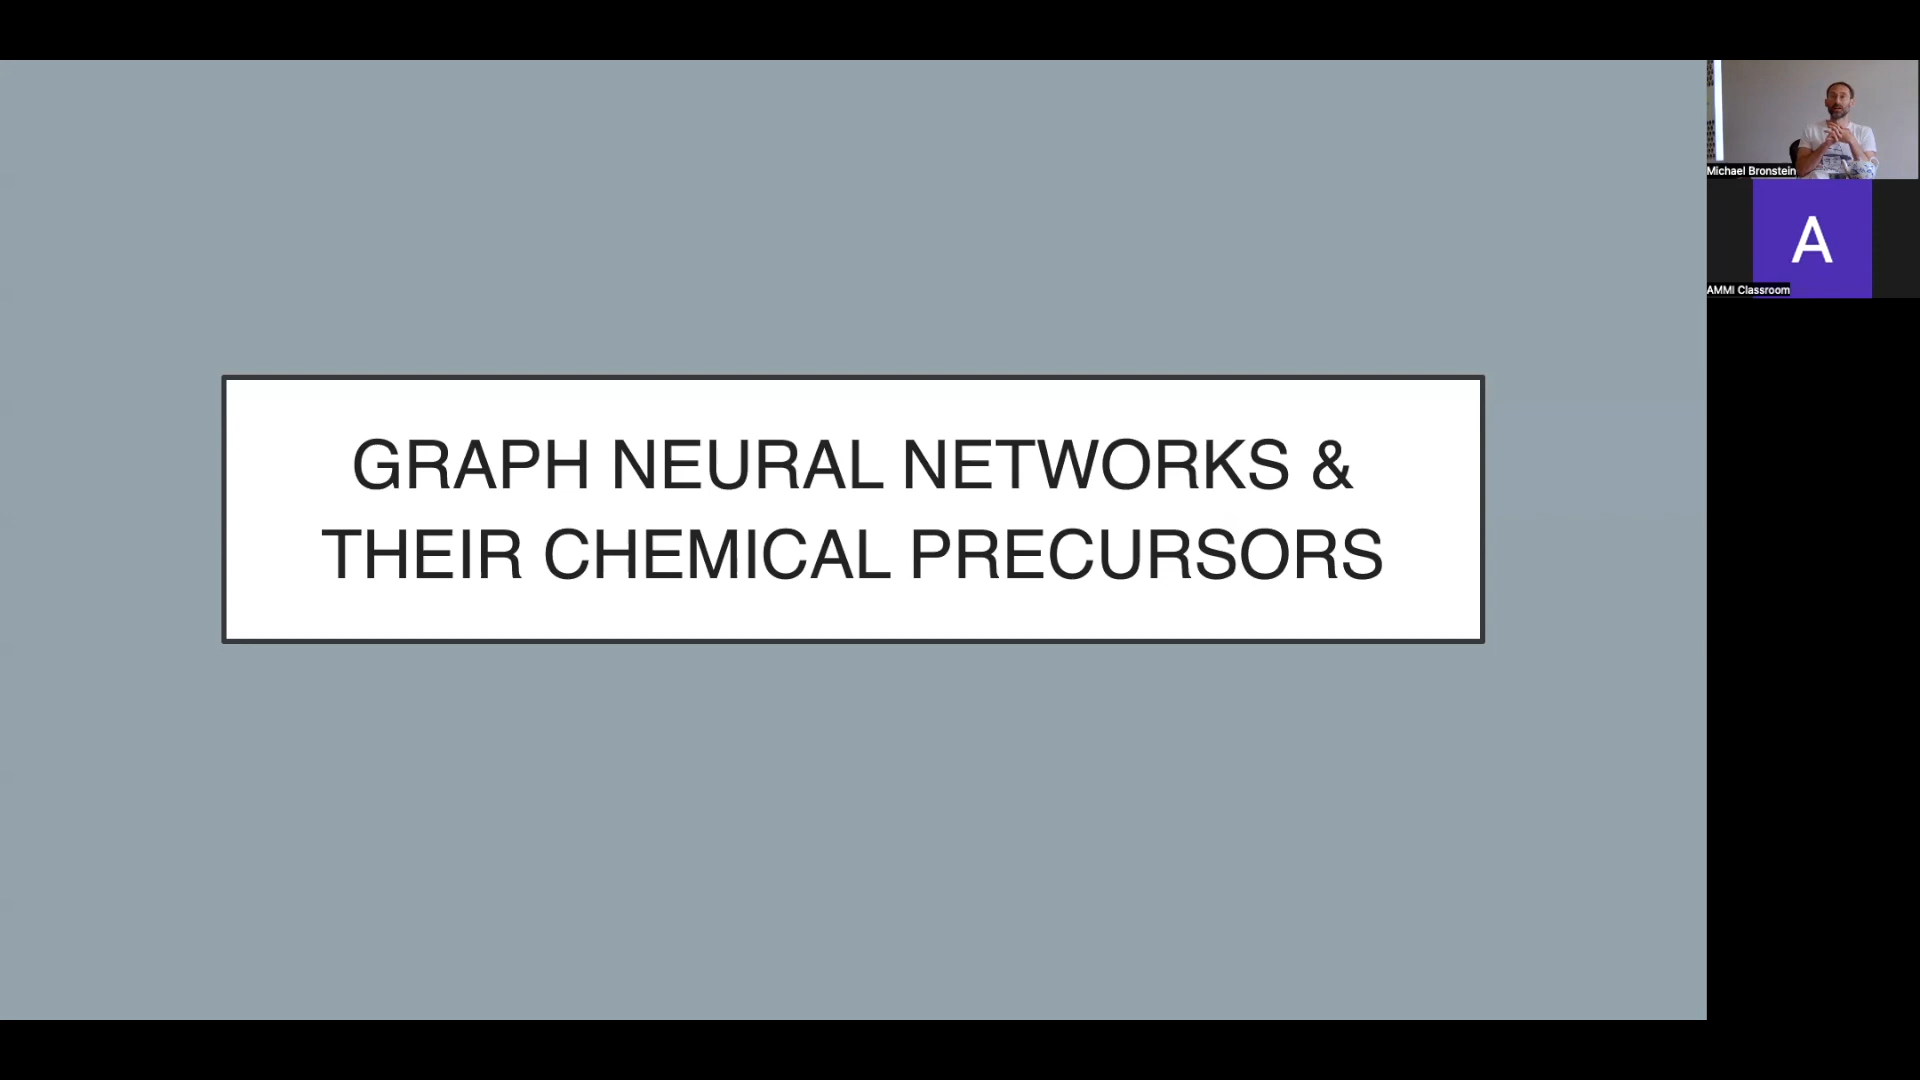 GRAPH NEURAL NETWORKS &
THEIR CHEMICAL PRECURSORS
Michael Bronstein
A
AMMI Classroom